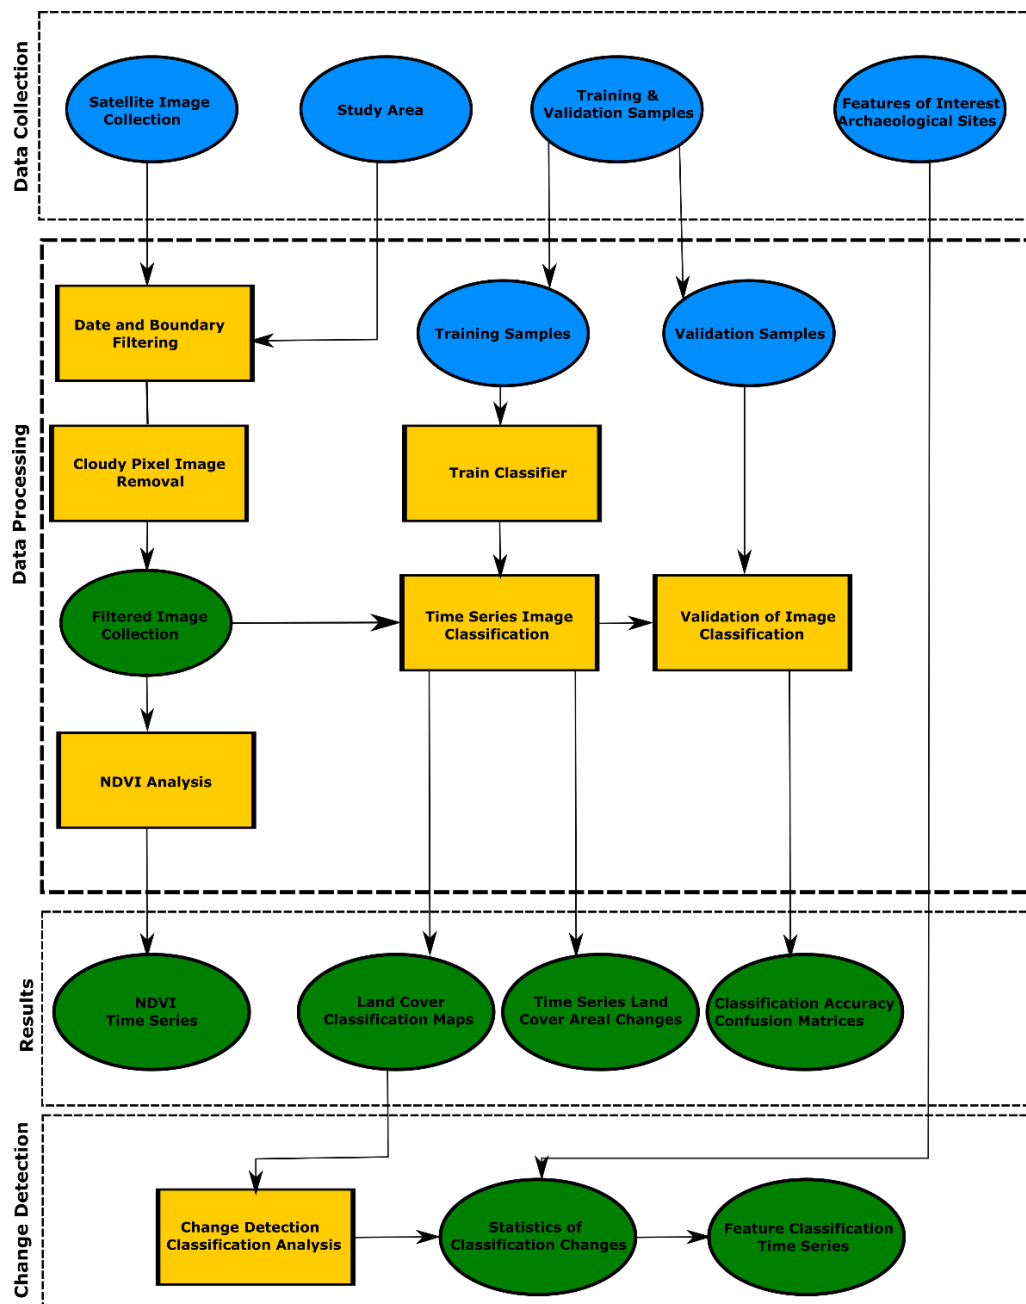 Data Collection
Satellite Image
Collection
Study Area
Training &
Validation Samples
Features of Interest
Archaeological Sites
Data Processing
Date and Boundary
Filtering
Training Samples
Validation Samples
Cloudy Pixel Image
Removal
Train Classifier
Filtered Image
Collection
Time Series Image
Classification
Validation of Image
Classification
NDVI Analysis
Results
NDVI
Time Series
Land Cover
Classification Maps
Time Series Land
Cover Areal Changes
Classification Accuracy
Confusion Matrices
Change Detection
Change Detection
Classification Analysis
Statistics of
Classification Changes
Feature Classification
Time Series